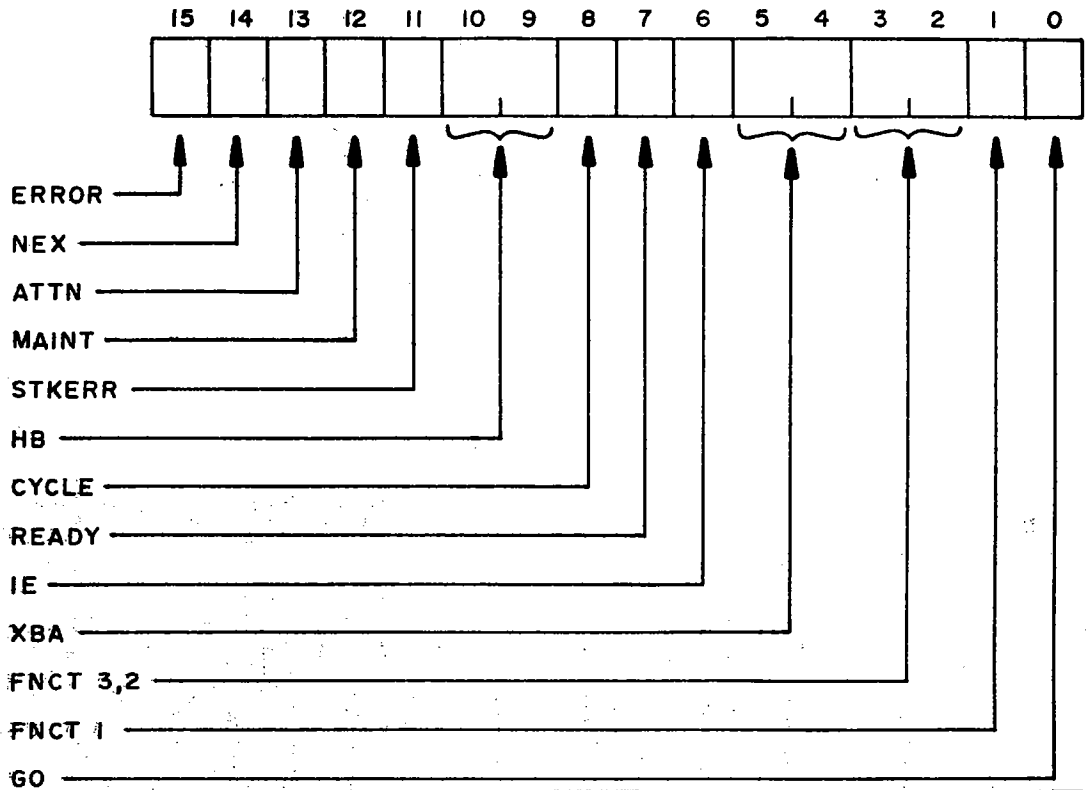 15 14 13 12 11 10 9 8 7 6 5 4 3 2 1 0
ERROR
NEX
ATTN
MAINT
STKERR
HB
CYCLE
READY
IE
XBA
FNCT 3,2
FNCT 1
GO